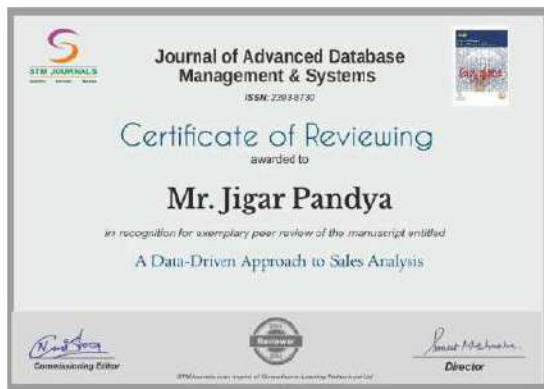 STM JOURNALS
Journal of Advanced Database
Management & Systems
ISSN: 2393-8730
Certificate of Reviewing
awarded to
Mr. Jigar Pandya
in recognition for exemplary peer review of the manuscript entitled
A Data-Driven Approach to Sales Analysis
Reviewer
Commissioning Editor
Director